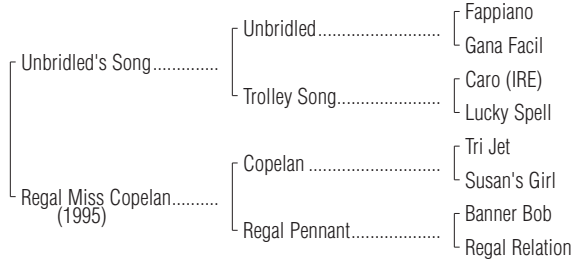 Fappiano
Unbridled....................
Gana Facil
Unbridled's Song.............
Caro (IRE)
Trolley Song.................
Lucky Spell
Tri Jet
Copelan .....................
Susan's Girl
Regal Miss Copelan..........
(1995)
Banner Bob
Regal Pennant................
Regal Relation